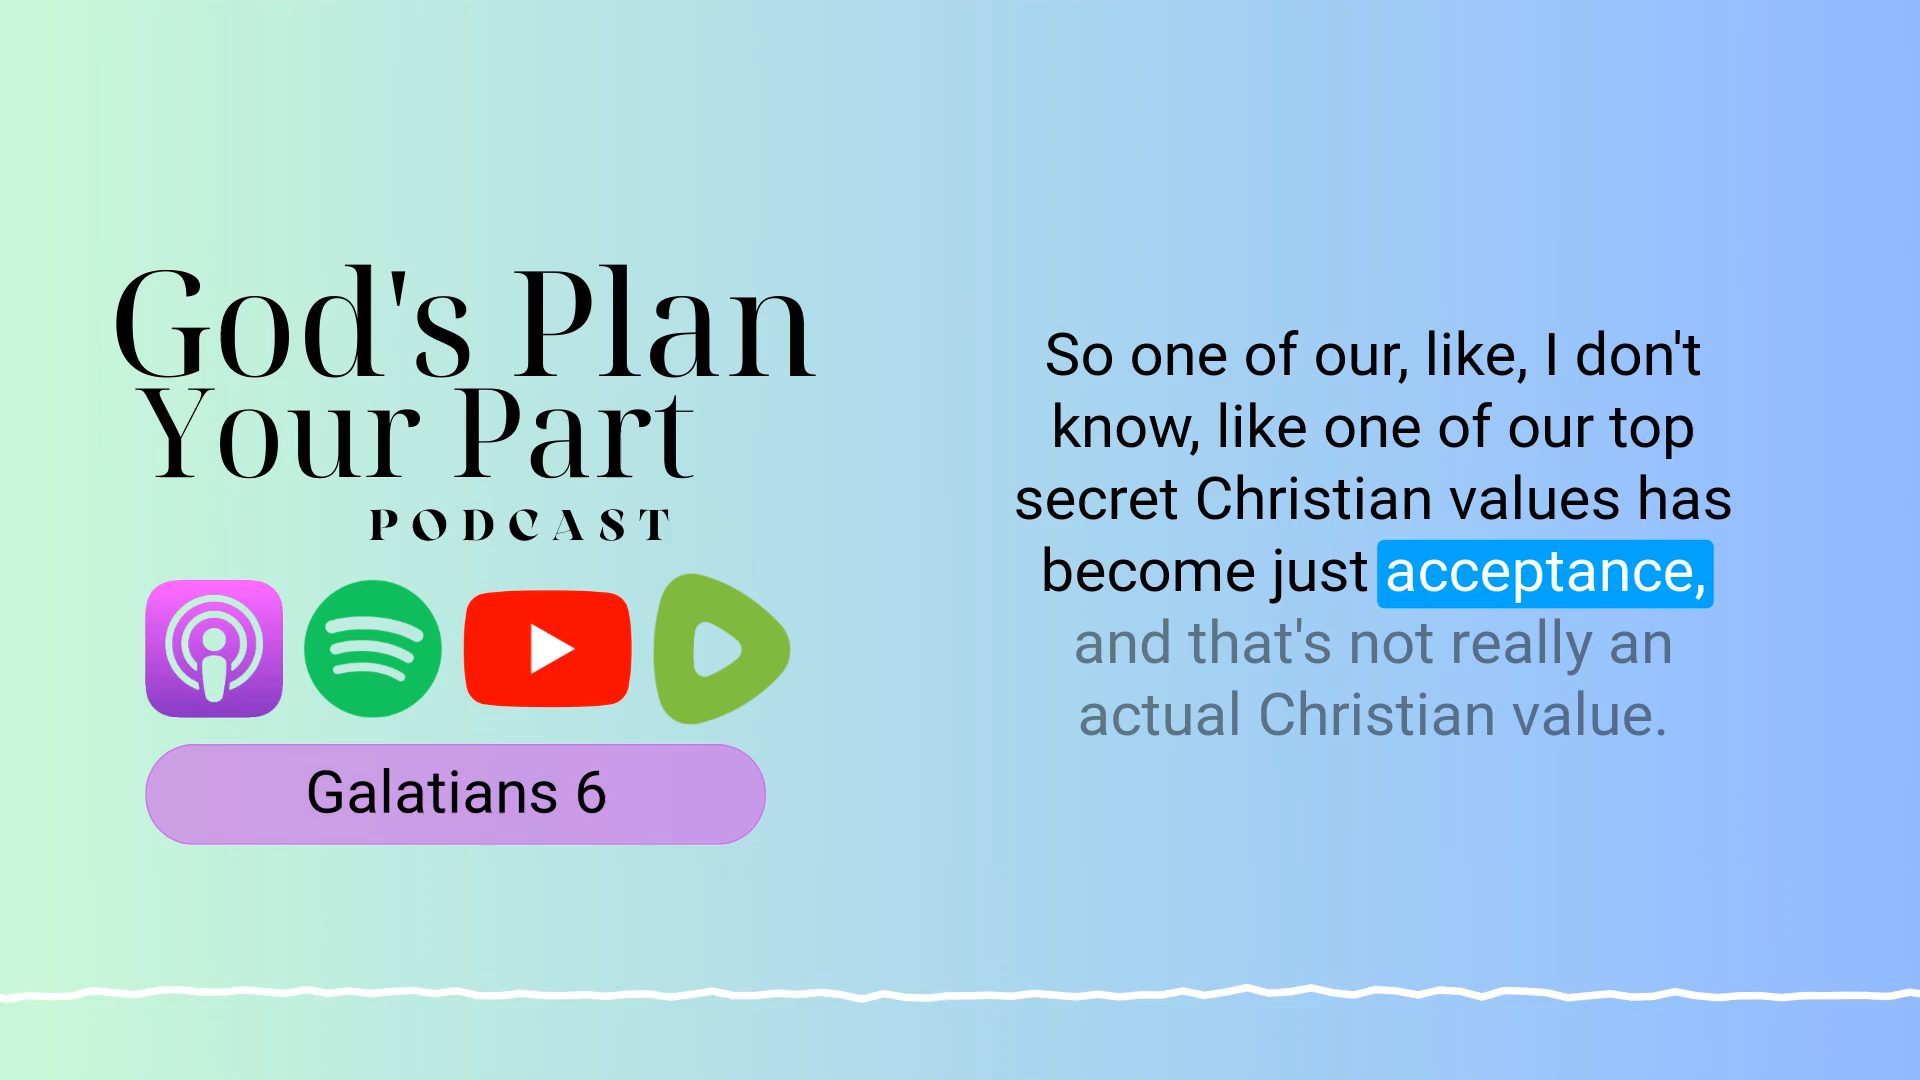 God's Plan
Your Part
PODCAST
Galatians 6
So one of our, like, I don't
know, like one of our top
secret Christian values has
become just acceptance,
and that's not really an
actual Christian value.